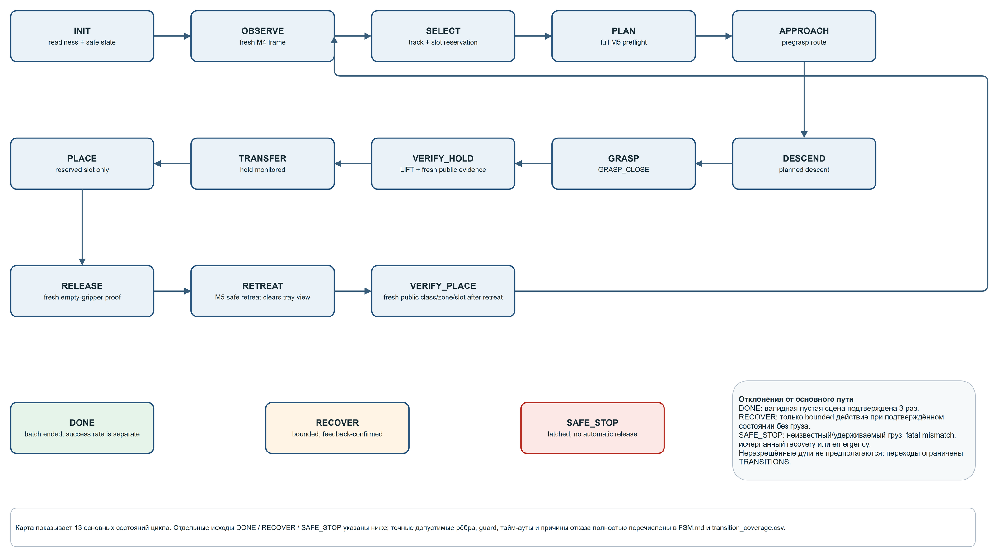 INIT
readiness + safe state
OBSERVE
fresh M4 frame
SELECT
track + slot reservation
PLAN
full M5 preflight
APPROACH
pregrasp route
PLACE
reserved slot only
TRANSFER
hold monitored
VERIFY_HOLD
LIFT + fresh public evidence
GRASP
GRASP_CLOSE
DESCEND
planned descent
RELEASE
fresh empty-gripper proof
RETREAT
M5 safe retreat clears tray view
VERIFY_PLACE
fresh public class/zone/slot after retreat
DONE
batch ended; success rate is separate
RECOVER
bounded, feedback-confirmed
SAFE_STOP
latched; no automatic release
Отклонения от основного пути
DONE: валидная пустая сцена подтверждена 3 раз.
RECOVER: только bounded действие при подтверждённом
состоянии без груза.
SAFE_STOP: неизвестный/удерживаемый груз, fatal mismatch,
исчерпанный recovery или emergency.
Неразрешённые дуги не предполагаются: переходы ограничены
TRANSITIONS.
Карта показывает 13 основных состояний цикла. Отдельные исходы DONE / RECOVER / SAFE_STOP указаны ниже; точные допустимые рёбра, guard, тайм-ауты и причины отказа полностью перечислены в FSM.md и transition_coverage.csv.